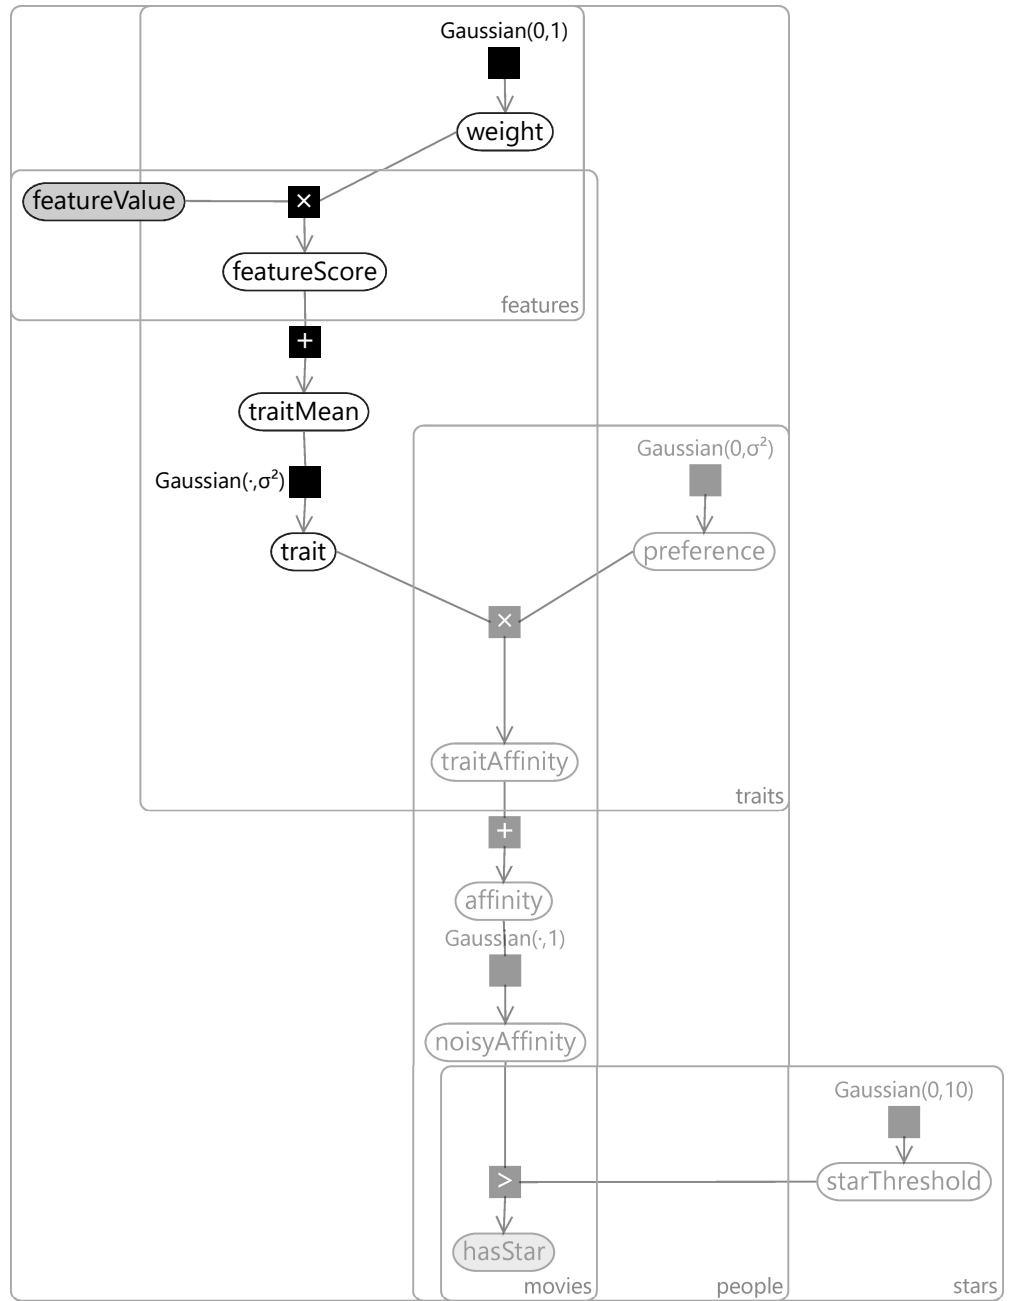 Gaussian(0,1)
weight
featureValue
×
featureScore
features
+
traitMean
Gaussian(0,σ²)
Gaussian(·,σ²)
trait
preference
×
traitAffinity
traits
+
affinity
Gaussian(·,1)
noisyAffinity
Gaussian(0,10)
>
starThreshold
hasStar
movies
people
stars